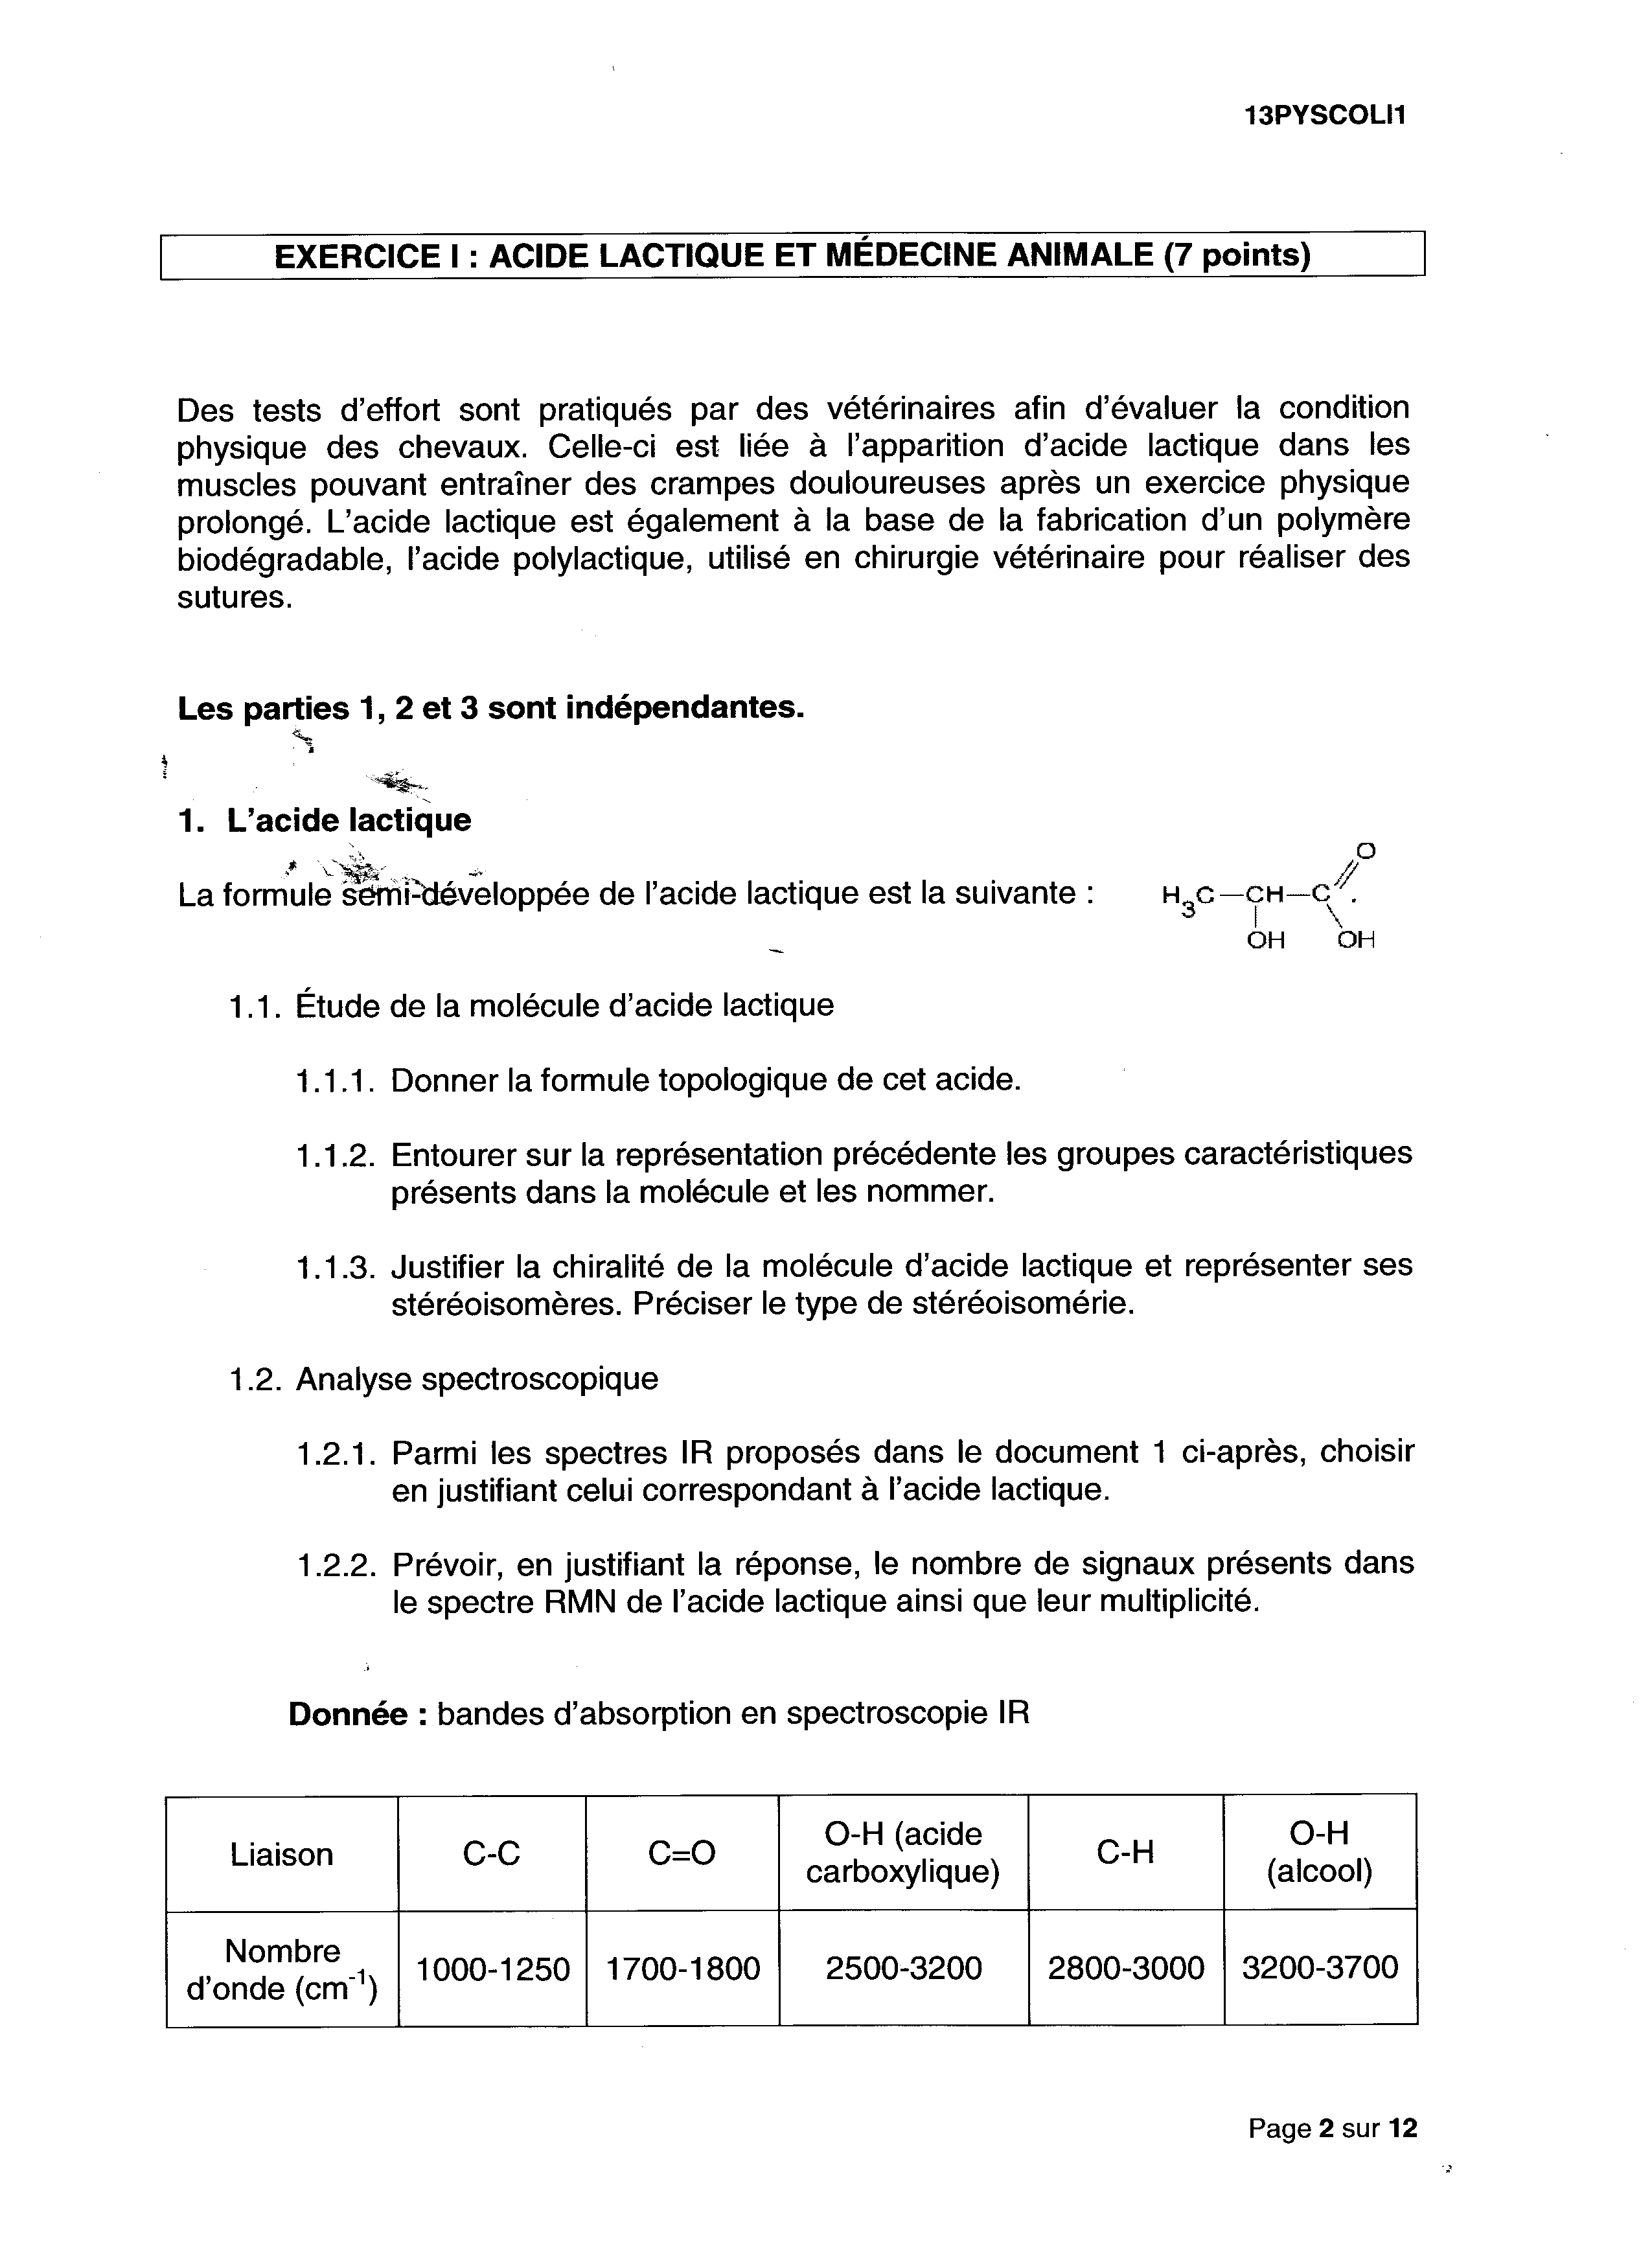 13PYSCOLI1
EXERCICE I : ACIDE LACTIQUE ET MÉDECINE ANIMALE (7 points)
Des tests d'effort sont pratiqués par des vétérinaires afin d'évaluer la condition
physique des chevaux. Celle-ci est liée à l'apparition d'acide lactique dans les
muscles pouvant entraîner des crampes douloureuses après un exercice physique
prolongé. L'acide lactique est également à la base de la fabrication d'un polymère
biodégradable, l'acide polylactique, utilisé en chirurgie vétérinaire pour réaliser des
sutures.
Les parties 1, 2 et 3 sont indépendantes.
1. L'acide lactique
La formule semi-développée de l'acide lactique est la suivante :
O
H₃C—CH—C
OH OH
1.1. Étude de la molécule d'acide lactique
1.1.1. Donner la formule topologique de cet acide.
1.1.2. Entourer sur la représentation précédente les groupes caractéristiques
présents dans la molécule et les nommer.
1.1.3. Justifier la chiralité de la molécule d'acide lactique et représenter ses
stéréoisomères. Préciser le type de stéréoisomérie.
1.2. Analyse spectroscopique
1.2.1. Parmi les spectres IR proposés dans le document 1 ci-après, choisir
en justifiant celui correspondant à l'acide lactique.
1.2.2. Prévoir, en justifiant la réponse, le nombre de signaux présents dans
le spectre RMN de l'acide lactique ainsi que leur multiplicité.
Donnée : bandes d'absorption en spectroscopie IR
Liaison
C-C
C=O
O-H (acide
carboxylique)
C-H
O-H
(alcool)
Nombre
d'onde (cm⁻¹)
1000-1250
1700-1800
2500-3200
2800-3000
3200-3700
Page 2 sur 12